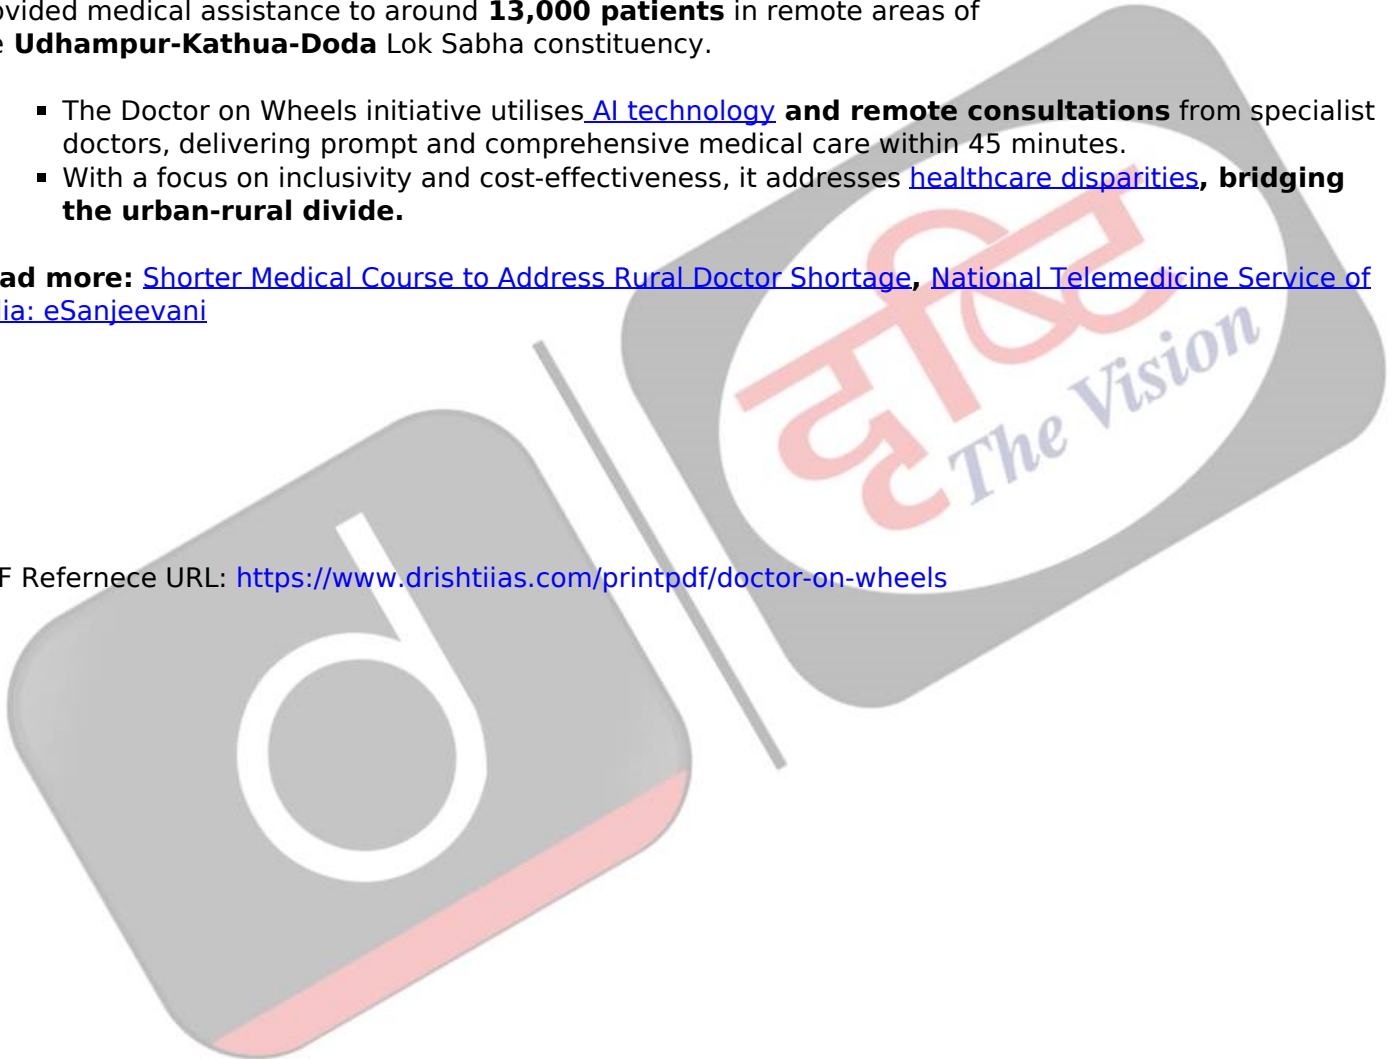 ovided medical assistance to around 13,000 patients in remote areas of
e Udhampur-Kathua-Doda Lok Sabha constituency.
▪ The Doctor on Wheels initiative utilises AI technology and remote consultations from specialist
doctors, delivering prompt and comprehensive medical care within 45 minutes.
▪ With a focus on inclusivity and cost-effectiveness, it addresses healthcare disparities, bridging
the urban-rural divide.
ad more: Shorter Medical Course to Address Rural Doctor Shortage, National Telemedicine Service of
lia: eSanjeevani
दृष्टि
The Vision
d
F Refernece URL: https://www.drishtiias.com/printpdf/doctor-on-wheels